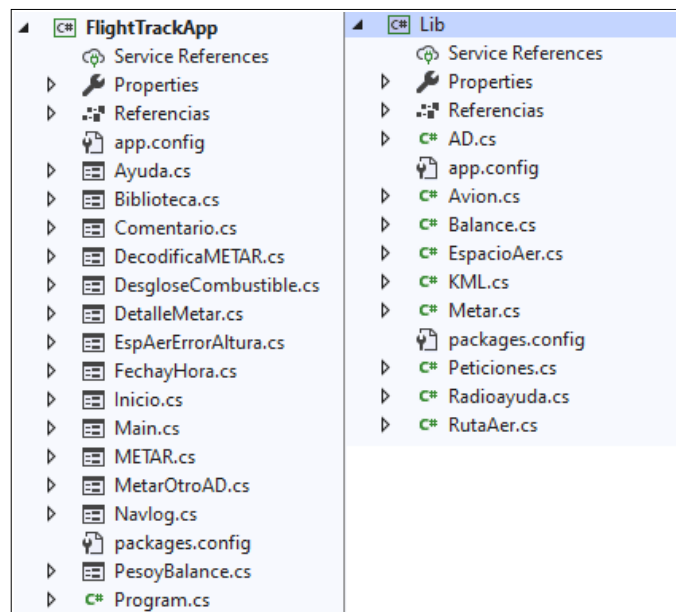 FlightTrackApp
Service References
Properties
Referencias
app.config
Ayuda.cs
Biblioteca.cs
Comentario.cs
DecodificaMETAR.cs
DesgloseCombustible.cs
DetalleMetar.cs
EspAerErrorAltura.cs
FechayHora.cs
Inicio.cs
Main.cs
METAR.cs
MetarOtroAD.cs
Navlog.cs
packages.config
PesoyBalance.cs
C# Program.cs
C# Lib
Service References
Properties
Referencias
C# AD.cs
app.config
C# Avion.cs
C# Balance.cs
C# EspacioAer.cs
C# KML.cs
C# Metar.cs
packages.config
C# Peticiones.cs
C# Radioayuda.cs
C# RutaAer.cs